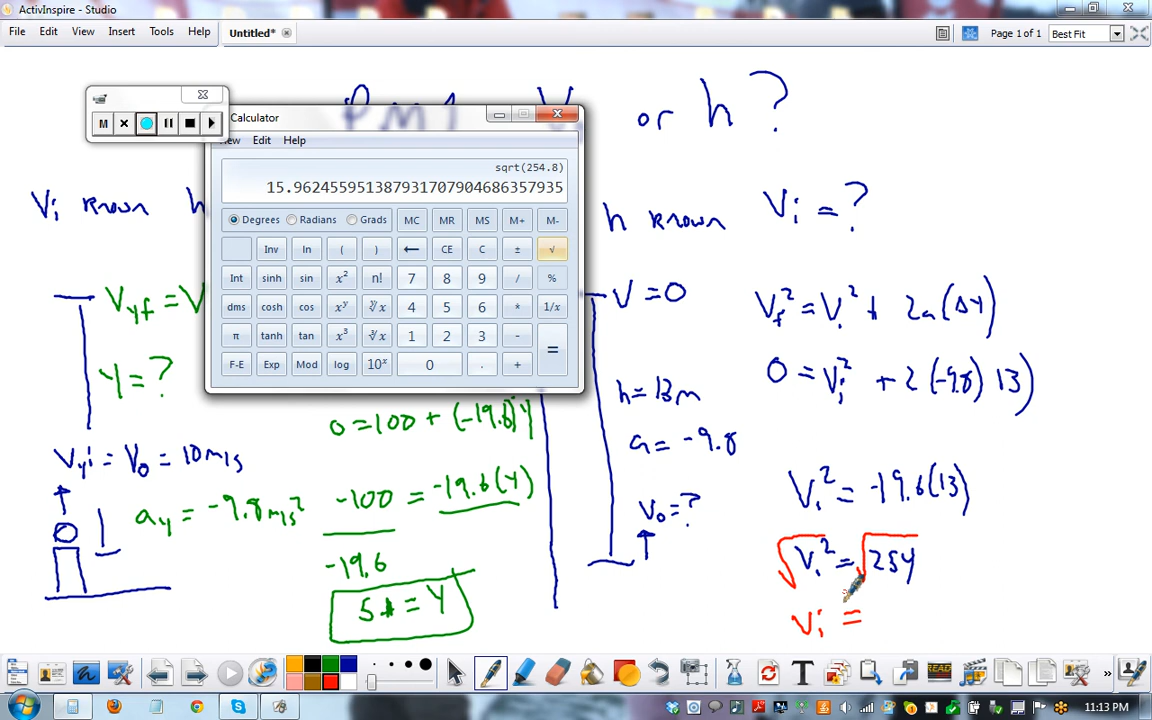 ActivInspire - Studio
File Edit View Insert Tools Help Untitled* Page 1 of 1 Best Fit
or h ?
M
Calculator
Edit Help
sqrt(254.8)
15.962455951387931707904686357935
Degrees Radians Grads MC MR MS M+ M-
Inv ln ( ) ← CE C ± √
Int sinh sin x² n! 7 8 9 / %
dms cosh cos xʸ ʸ√x 4 5 6 * 1/x
π tanh tan x³ ³√x 1 2 3 - =
F-E Exp Mod log 10ˣ 0 . +
Vi known h
Vyf = V
Y = ?
Vyi = V₀ = 10 m/s
ay = -9.8 m/s²
0 = 100 + (-19.6)Y
-100 = -19.6(Y)
-19.6
= Y
h known Vi = ?
V = 0
h = 13m
a = -9.8
V₀ = ?
Vf² = Vi² + 2a(ΔY)
0 = Vi² + 2(-9.8)13)
Vi² = -19.6(13)
√Vi² = √254
Vi =
T
11:13 PM